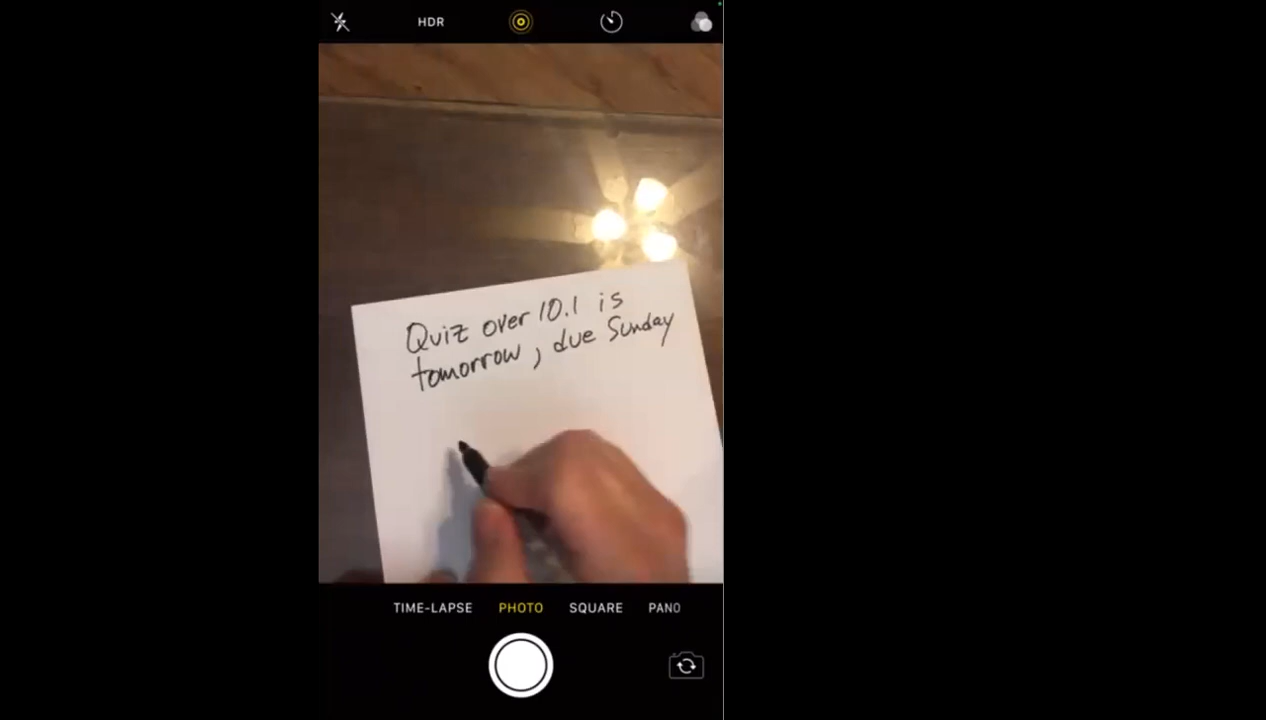 HDR
Quiz over 10.1 is
tomorrow, due Sunday
TIME-LAPSE PHOTO SQUARE PANO